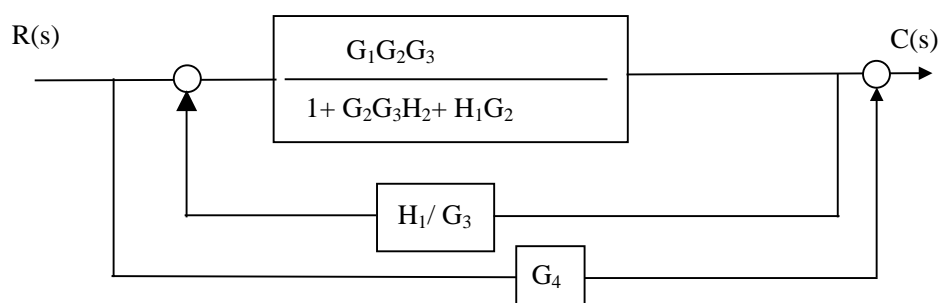 R(s)
C(s)
G₁G₂G₃
1+ G₂G₃H₂+ H₁G₂
H₁/ G₃
G₄